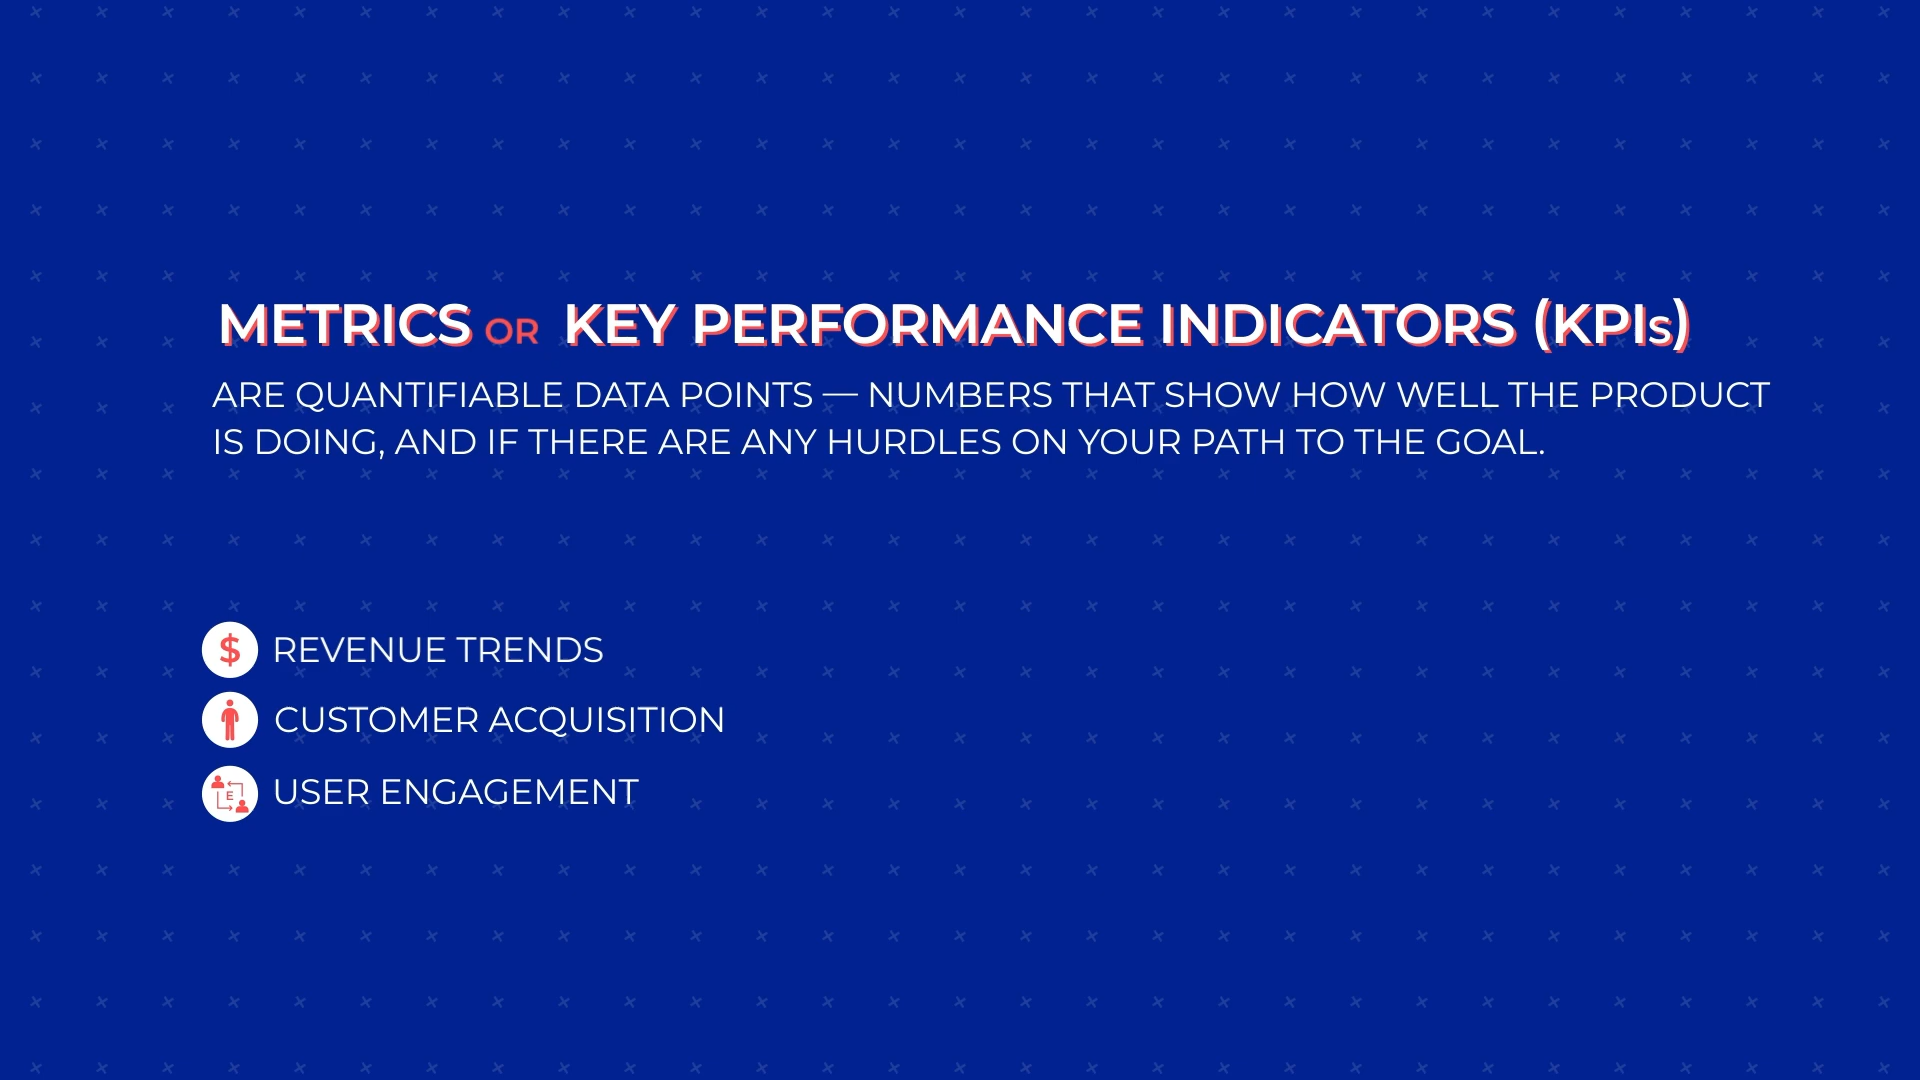 METRICS OR KEY PERFORMANCE INDICATORS (KPIs)
ARE QUANTIFIABLE DATA POINTS — NUMBERS THAT SHOW HOW WELL THE PRODUCT
IS DOING, AND IF THERE ARE ANY HURDLES ON YOUR PATH TO THE GOAL.
$ REVENUE TRENDS
CUSTOMER ACQUISITION
E USER ENGAGEMENT